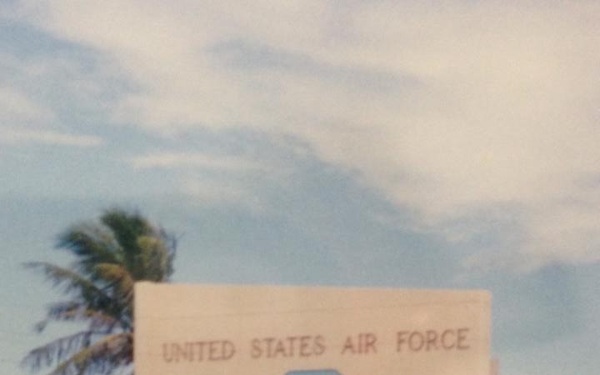 UNITED STATES AIR FORCE